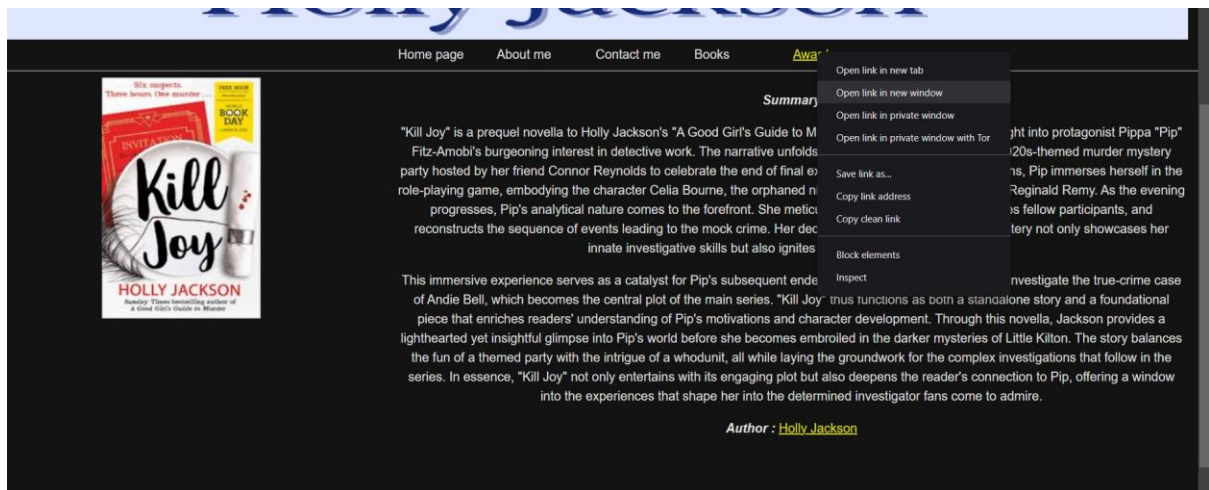 Holly Jackson
Home page About me Contact me Books
Open link in new tab
Open link in new window
Open link in private window
Open link in private window with Tor
Save link as...
Copy link address
Copy clean link
Block elements
Inspect
Six suspects.
Three hours. One murder...
FREE BOOK
WORLD
BOOK
DAY
INVITATION
Kill
Joy
HOLLY JACKSON
Sunday Times bestselling author of
A Good Girl's Guide to Murder
Summary
"Kill Joy" is a prequel novella to Holly Jackson's "A Good Girl's Guide to M ght into protagonist Pippa "Pip"
Fitz-Amobi's burgeoning interest in detective work. The narrative unfolds 920s-themed murder mystery
party hosted by her friend Connor Reynolds to celebrate the end of final ex ns, Pip immerses herself in the
role-playing game, embodying the character Celia Bourne, the orphaned ni Reginald Remy. As the evening
progresses, Pip's analytical nature comes to the forefront. She meticu es fellow participants, and
reconstructs the sequence of events leading to the mock crime. Her dec tery not only showcases her
innate investigative skills but also ignites
This immersive experience serves as a catalyst for Pip's subsequent ende nvestigate the true-crime case
of Andie Bell, which becomes the central plot of the main series. "Kill Joy" thus functions as both a standalone story and a foundational
piece that enriches readers' understanding of Pip's motivations and character development. Through this novella, Jackson provides a
lighthearted yet insightful glimpse into Pip's world before she becomes embroiled in the darker mysteries of Little Kilton. The story balances
the fun of a themed party with the intrigue of a whodunit, all while laying the groundwork for the complex investigations that follow in the
series. In essence, "Kill Joy" not only entertains with its engaging plot but also deepens the reader's connection to Pip, offering a window
into the experiences that shape her into the determined investigator fans come to admire.
Author : Holly Jackson